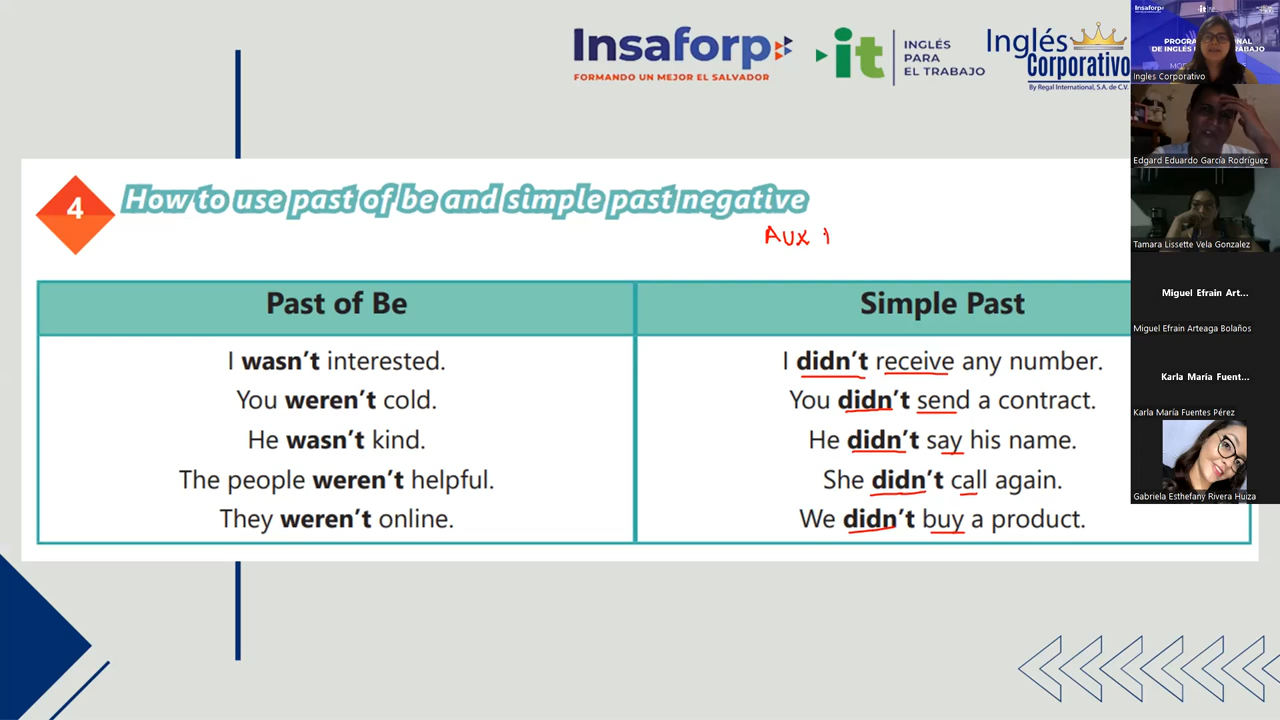 Insaforp
FORMANDO UN MEJOR EL SALVADOR
it
INGLÉS
PARA
EL TRABAJO
Inglés
Corporativo
By Regal International, S.A. de C.V.
4
How to use past of be and simple past negative
Aux
Past of Be
Simple Past
I wasn't interested.
I didn't receive any number.
You weren't cold.
You didn't send a contract.
He wasn't kind.
He didn't say his name.
The people weren't helpful.
She didn't call again.
They weren't online.
We didn't buy a product.
Insaforp
it
Ingles Corporativo
Edgard Eduardo García Rodríguez
Tamara Lissette Vela Gonzalez
Miguel Efrain Art...
Miguel Efrain Arteaga Bolaños
Karla María Fuent...
Karla María Fuentes Pérez
Gabriela Esthefany Rivera Huiza